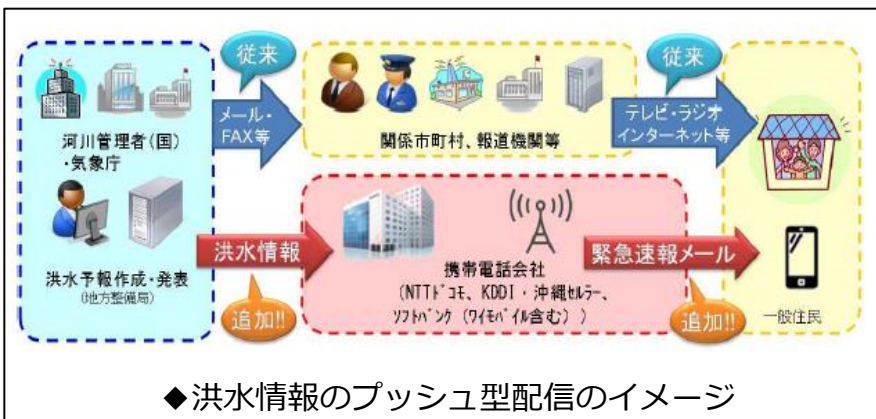 従来
従来
メール・
FAX等
テレビ・ラジオ
インターネット等
河川管理者(国)
・気象庁
関係市町村、報道機関等
洪水予報作成・発表
(地方整備局)
洪水情報
追加!!
携帯電話会社
(NTTドコモ、KDDI・沖縄セルラー、
ソフトバンク(ワイモバイル含む))
緊急速報メール
追加!!
一般住民
◆洪水情報のプッシュ型配信のイメージ